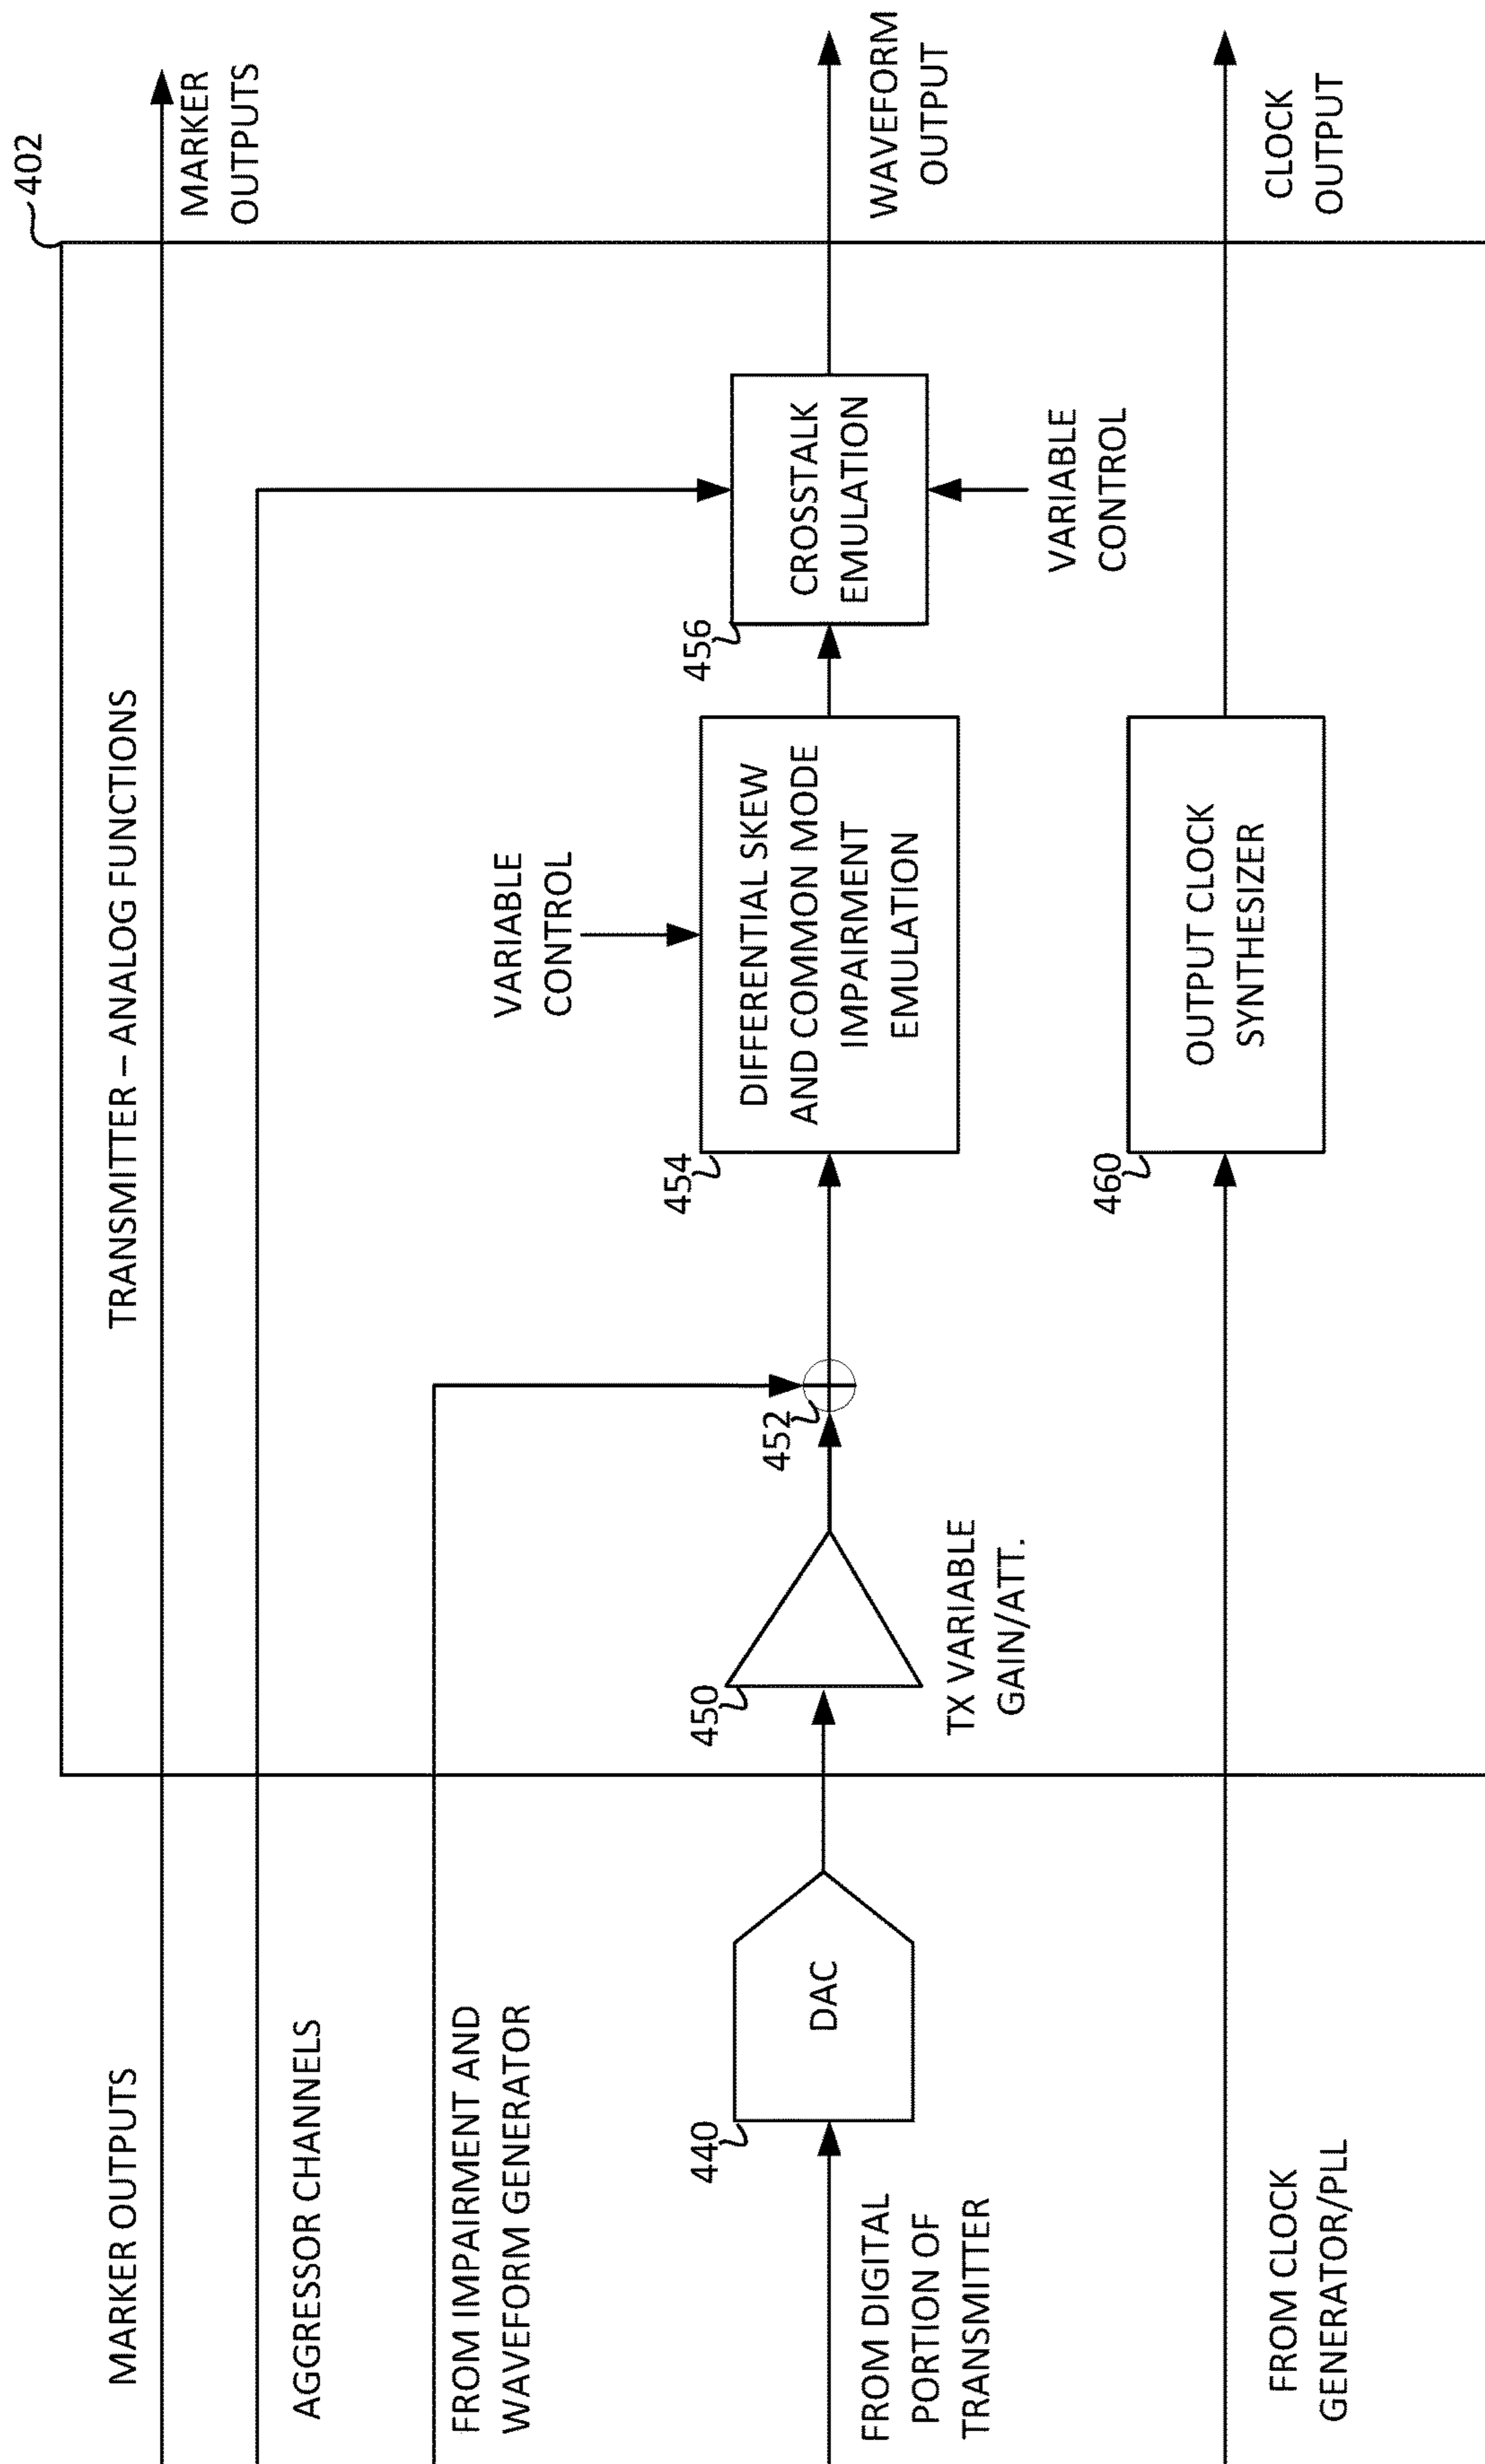 402
TRANSMITTER – ANALOG FUNCTIONS
MARKER OUTPUTS
MARKER
OUTPUTS
AGGRESSOR CHANNELS
FROM IMPAIRMENT AND
WAVEFORM GENERATOR
VARIABLE
CONTROL
440
DAC
FROM DIGITAL
PORTION OF
TRANSMITTER
450
TX VARIABLE
GAIN/ATT.
452
454
DIFFERENTIAL SKEW
AND COMMON MODE
IMPAIRMENT
EMULATION
456
CROSSTALK
EMULATION
VARIABLE
CONTROL
WAVEFORM
OUTPUT
FROM CLOCK
GENERATOR/PLL
460
OUTPUT CLOCK
SYNTHESIZER
CLOCK
OUTPUT